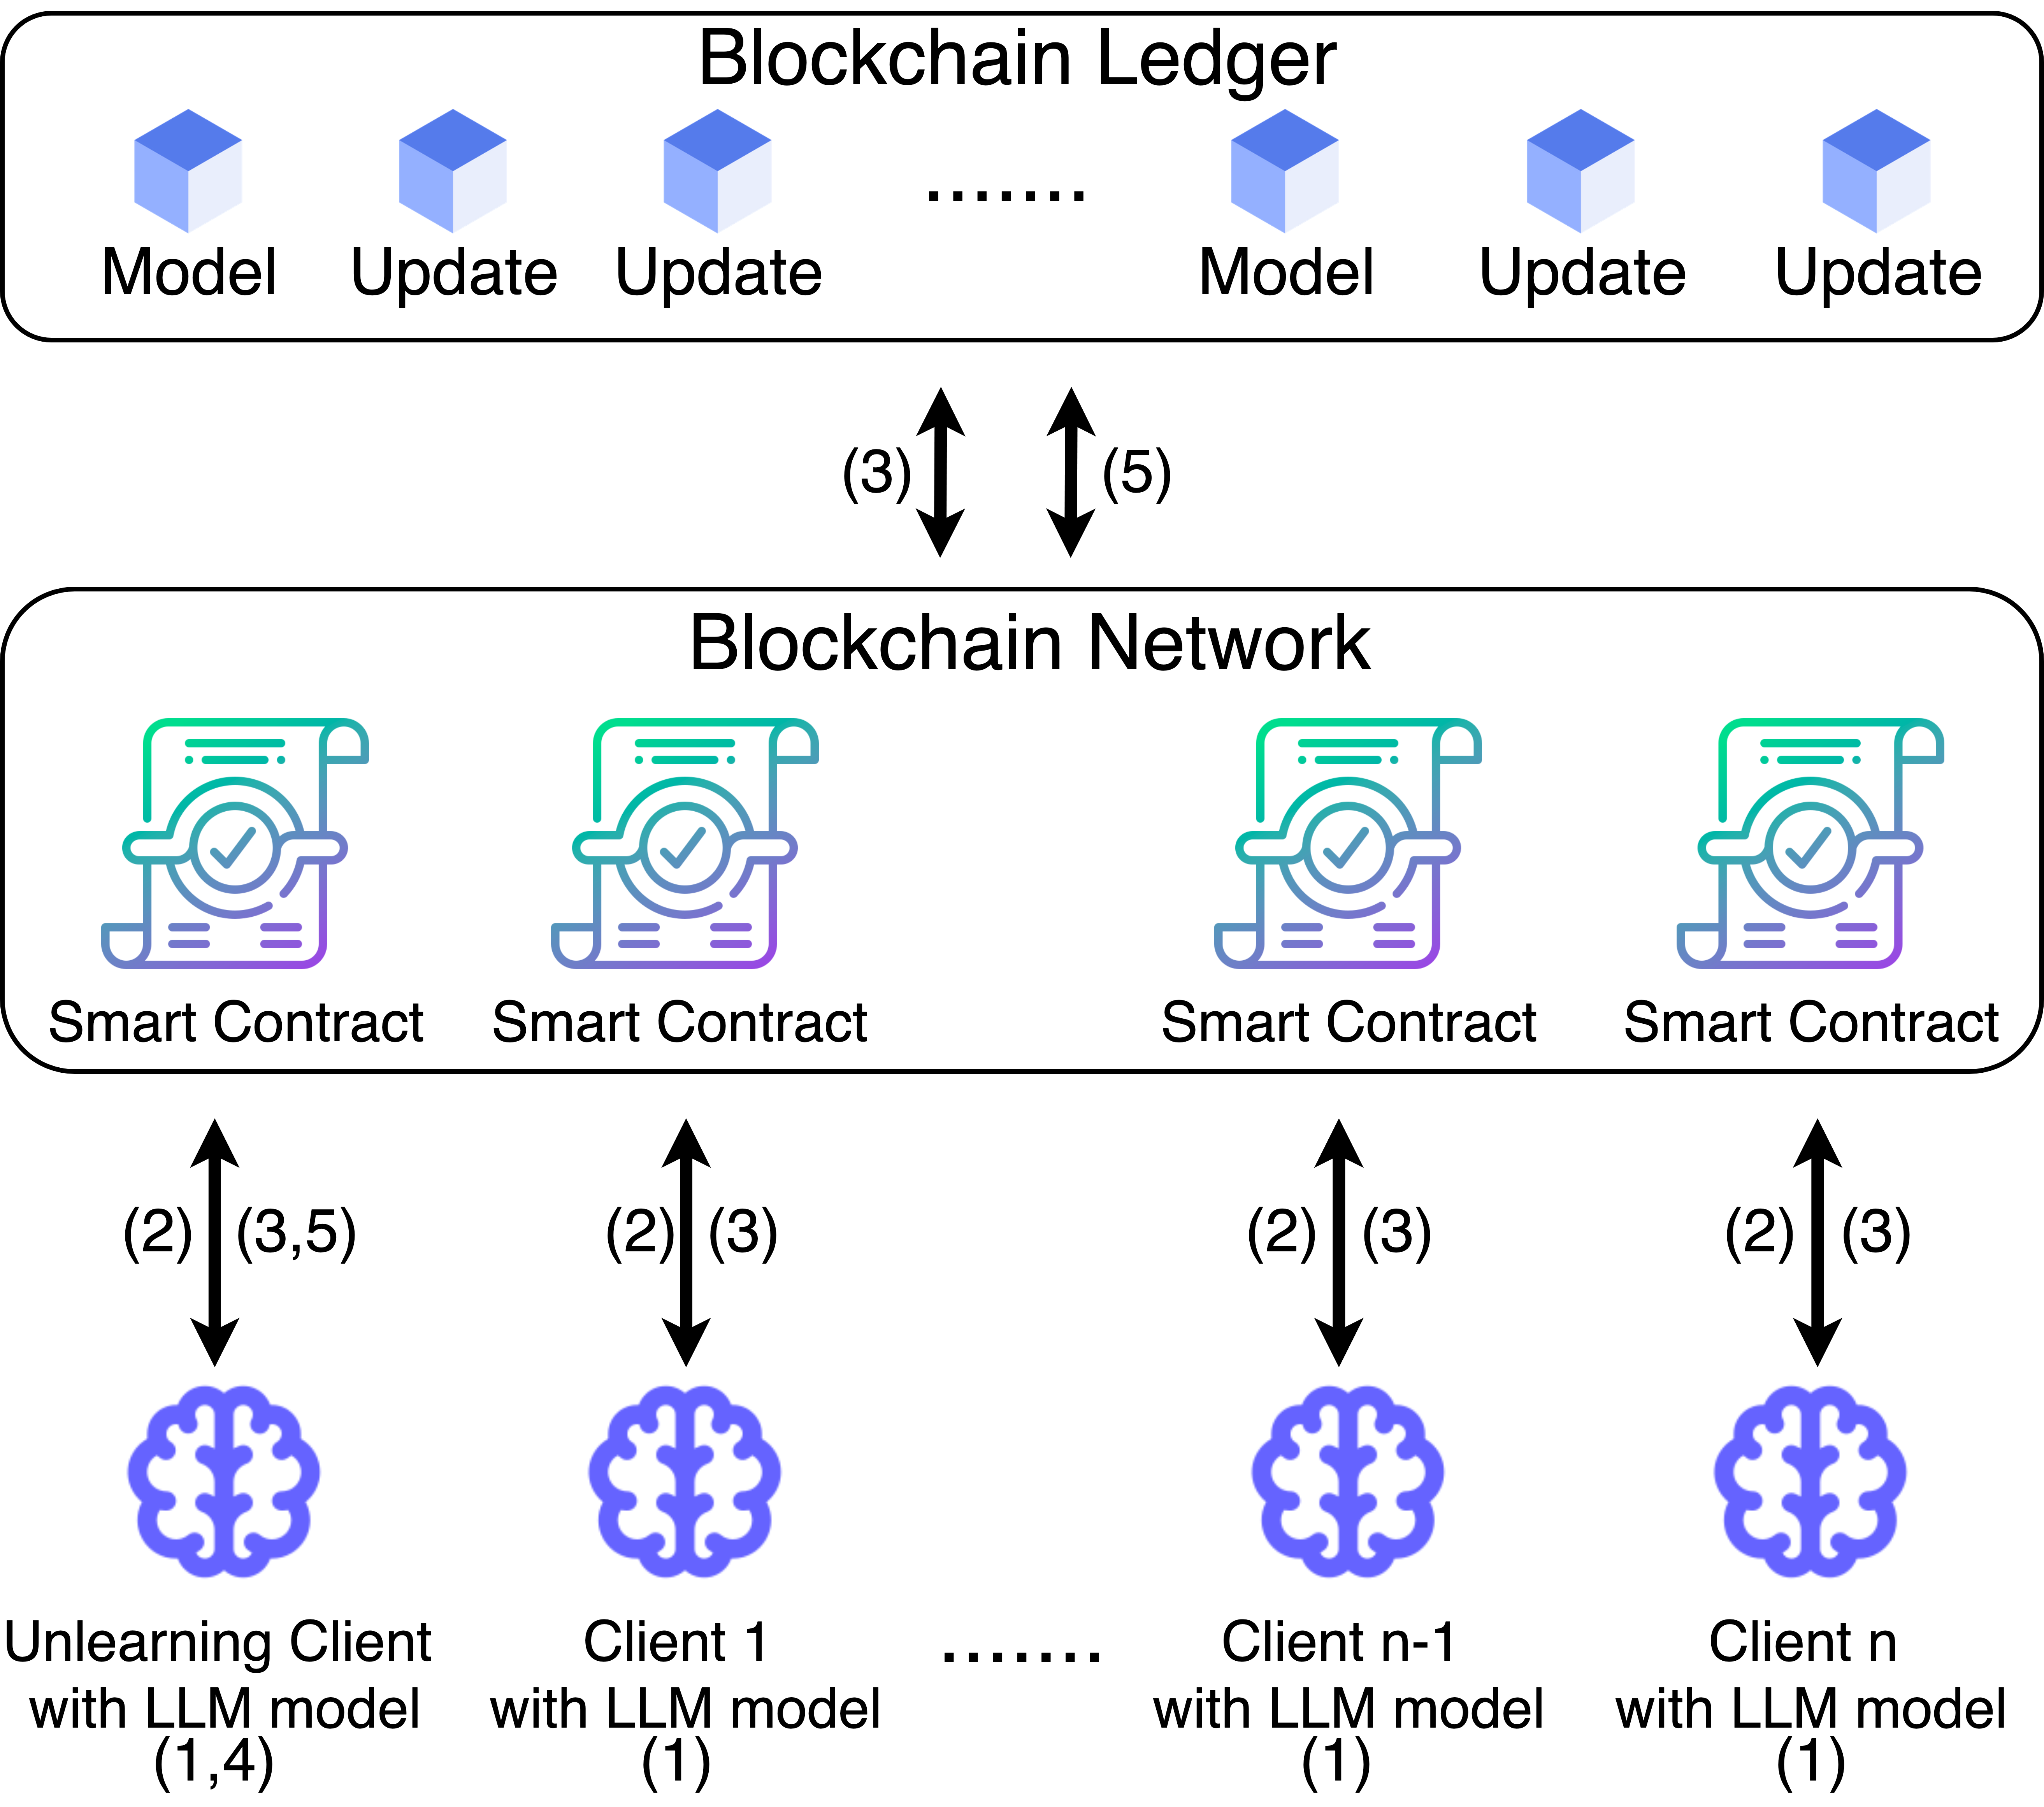 Blockchain Ledger
.......
Model Update Update Model Update Update
(3) (5)
Blockchain Network
Smart Contract Smart Contract Smart Contract Smart Contract
(2) (3,5) (2) (3) (2) (3) (2) (3)
Unlearning Client Client 1 ....... Client n-1 Client n
with LLM model with LLM model with LLM model with LLM model
(1,4) (1) (1) (1)